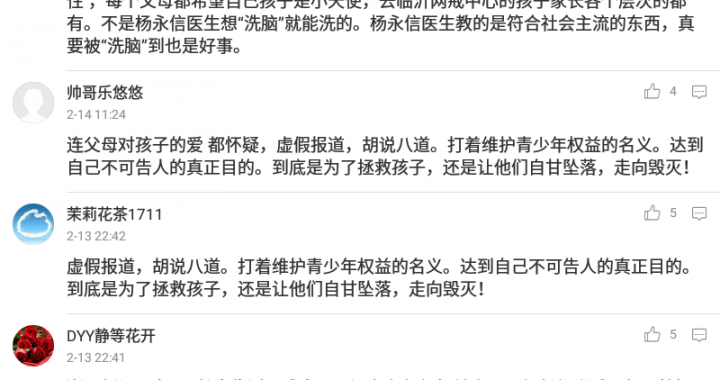 性”，每个父母都希望自己孩子是小天使，去临沂网戒中心的孩子家长各个层次的都
有。不是杨永信医生想“洗脑”就能洗的。杨永信医生教的是符合社会主流的东西，真
要被“洗脑”到也是好事。
帅哥乐悠悠
4
2-14 11:24
连父母对孩子的爱 都怀疑，虚假报道，胡说八道。打着维护青少年权益的名义。达到
自己不可告人的真正目的。到底是为了拯救孩子，还是让他们自甘坠落，走向毁灭！
茉莉花茶1711
5
2-13 22:42
虚假报道，胡说八道。打着维护青少年权益的名义。达到自己不可告人的真正目的。
到底是为了拯救孩子，还是让他们自甘坠落，走向毁灭！
DYY静等花开
5
2-13 22:41